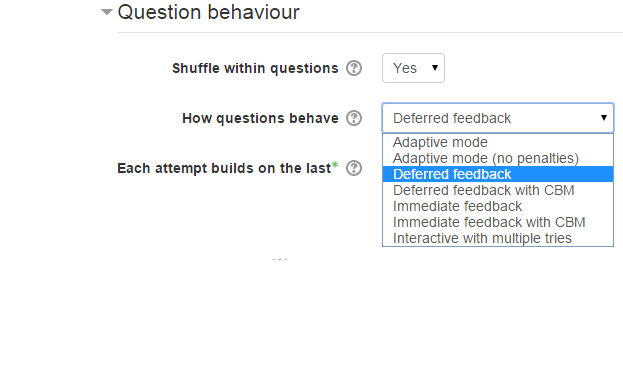 Question behaviour
Shuffle within questions Yes
How questions behave Deferred feedback
Adaptive mode
Adaptive mode (no penalties)
Each attempt builds on the last* Deferred feedback
Deferred feedback with CBM
Immediate feedback
Immediate feedback with CBM
Interactive with multiple tries